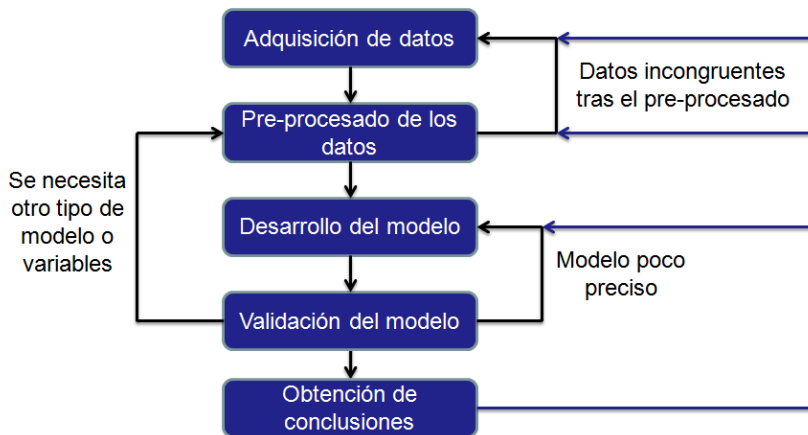 Adquisición de datos
Datos incongruentes
tras el pre-procesado
Pre-procesado de los
datos
Se necesita
otro tipo de
modelo o
variables
Desarrollo del modelo
Modelo poco
preciso
Validación del modelo
Obtención de
conclusiones